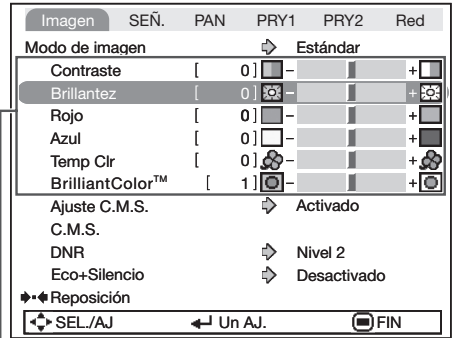 Imagen SEÑ. PAN PRY1 PRY2 Red
Modo de imagen Estándar
Contraste [ 0] - +
Brillantez [ 0] - +
Rojo [ 0] - +
Azul [ 0] - +
Temp Clr [ 0] - +
BrilliantColor™ [ 1] - +
Ajuste C.M.S. Activado
C.M.S.
DNR Nivel 2
Eco+Silencio Desactivado
Reposición
SEL./AJ Un AJ. FIN